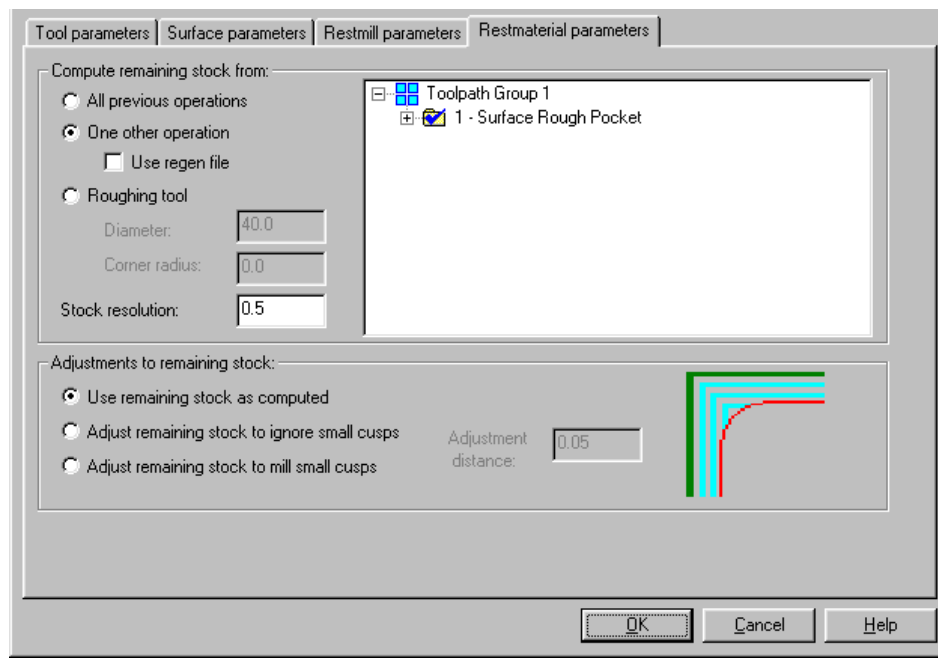 Tool parameters Surface parameters Restmill parameters Restmaterial parameters
Compute remaining stock from:
All previous operations
One other operation
Use regen file
Roughing tool
Diameter: 40.0
Corner radius: 0.0
Stock resolution: 0.5
Toolpath Group 1
1 - Surface Rough Pocket
Adjustments to remaining stock:
Use remaining stock as computed
Adjust remaining stock to ignore small cusps
Adjust remaining stock to mill small cusps
Adjustment
distance: 0.05
OK Cancel Help